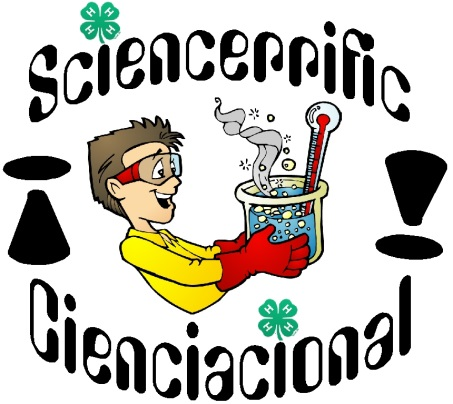 H H H H
Sciencerrific
¡ !
H H H H
Cienciacional